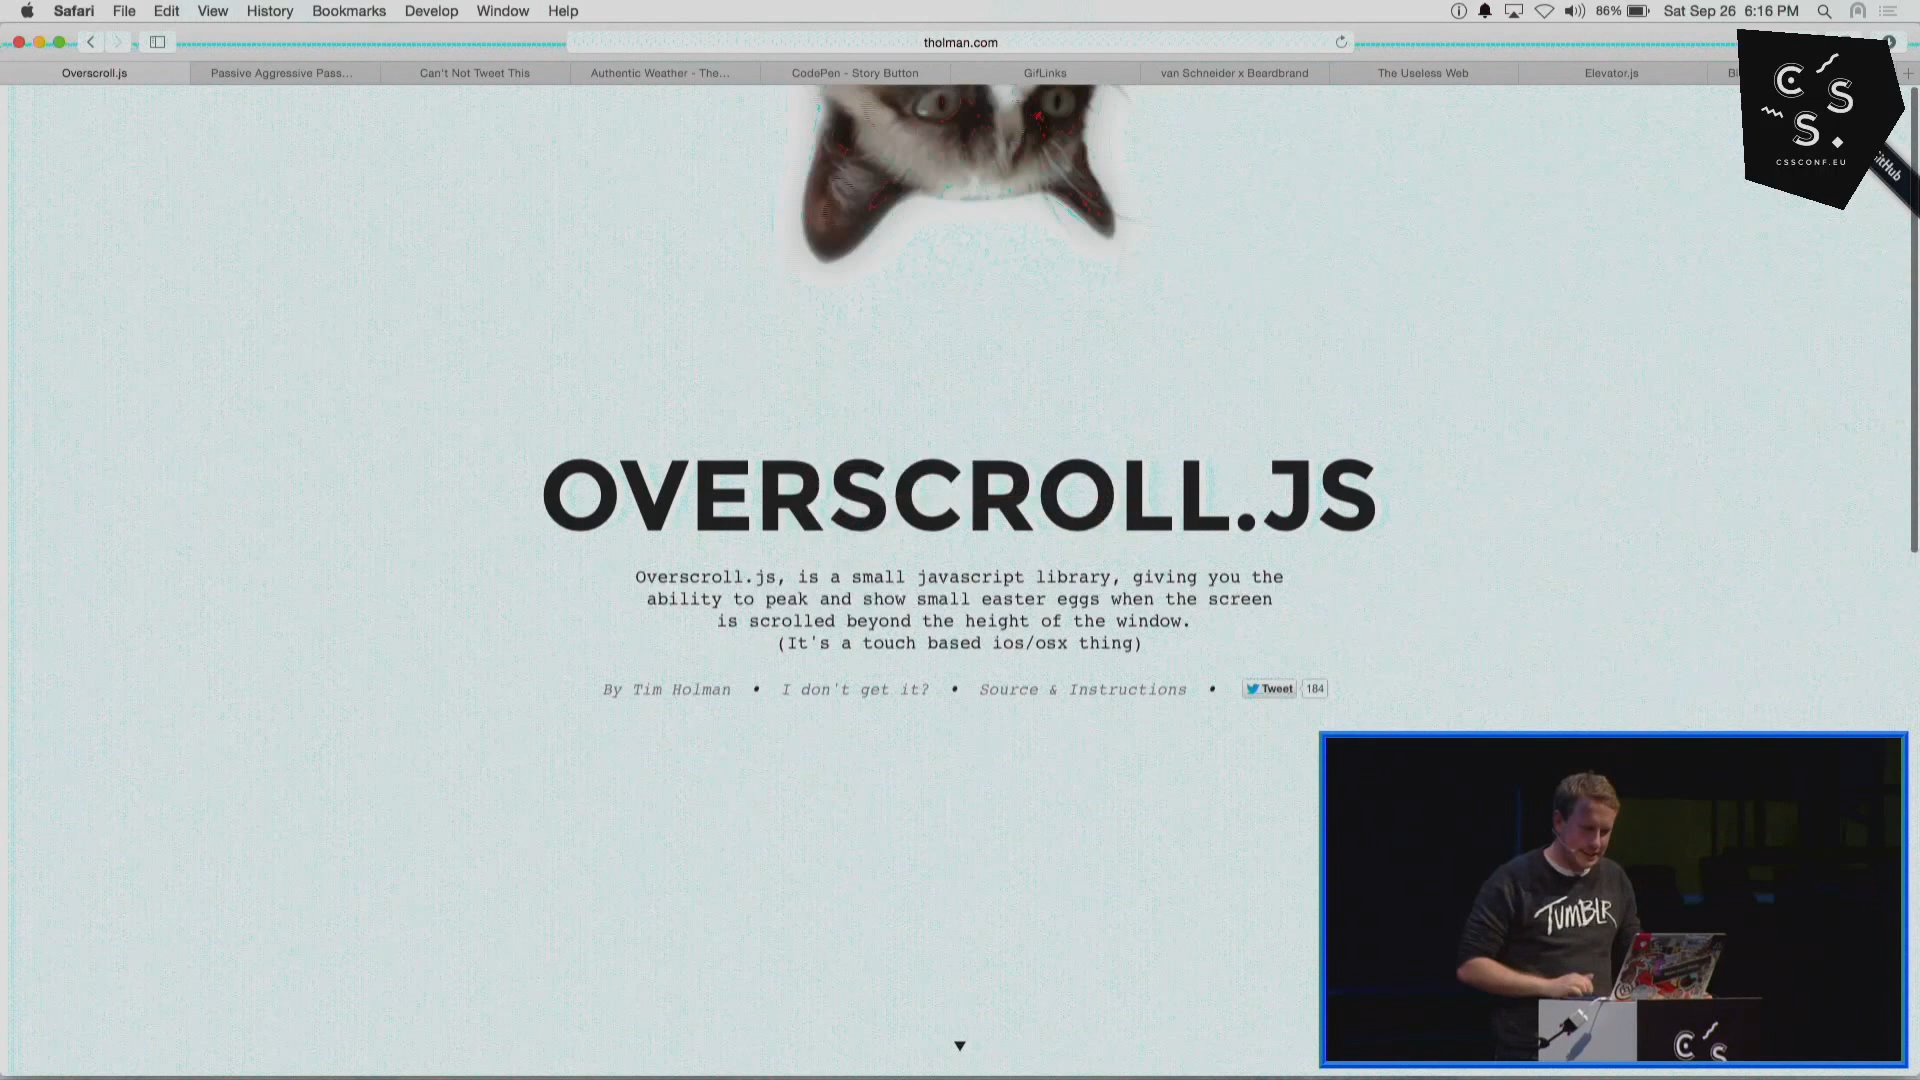 Safari File Edit View History Bookmarks Develop Window Help 86% Sat Sep 26 6:16 PM
tholman.com
Overscroll.js Passive Aggressive Pass... Can't Not Tweet This Authentic Weather - The... CodePen - Story Button GifLinks van Schneider x Beardbrand The Useless Web Elevator.js
CSS.
CSSCONF.EU
OVERSCROLL.JS
Overscroll.js, is a small javascript library, giving you the
ability to peak and show small easter eggs when the screen
is scrolled beyond the height of the window.
(It's a touch based ios/osx thing)
By Tim Holman • I don't get it? • Source & Instructions • Tweet 184
TUMBLR
CS